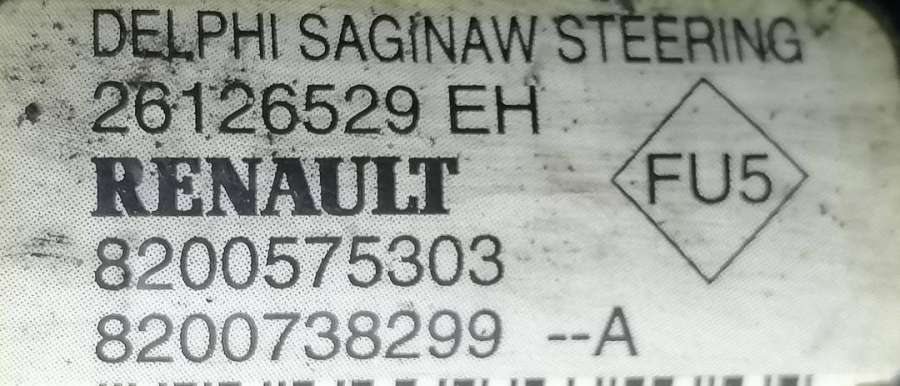 DELPHI SAGINAW STEERING
26126529 EH
RENAULT
FU5
8200575303
8200738299 --A